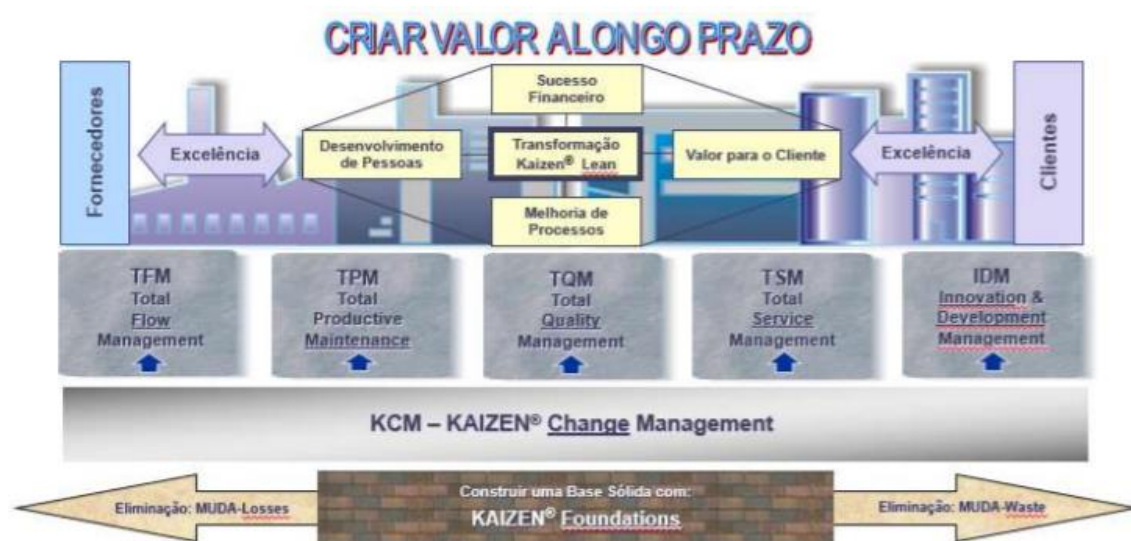 CRIAR VALOR A LONGO PRAZO
Fornecedores
Excelência
Desenvolvimento
de Pessoas
Sucesso
Financeiro
Transformação
Kaizen® Lean
Melhoria de
Processos
Valor para o Cliente
Excelência
Clientes
TFM
Total
Flow
Management
TPM
Total
Productive
Maintenance
TQM
Total
Quality
Management
TSM
Total
Service
Management
IDM
Innovation &
Development
Management
KCM – KAIZEN® Change Management
Eliminação: MUDA-Losses
Construir uma Base Sólida com:
KAIZEN® Foundations
Eliminação: MUDA-Waste